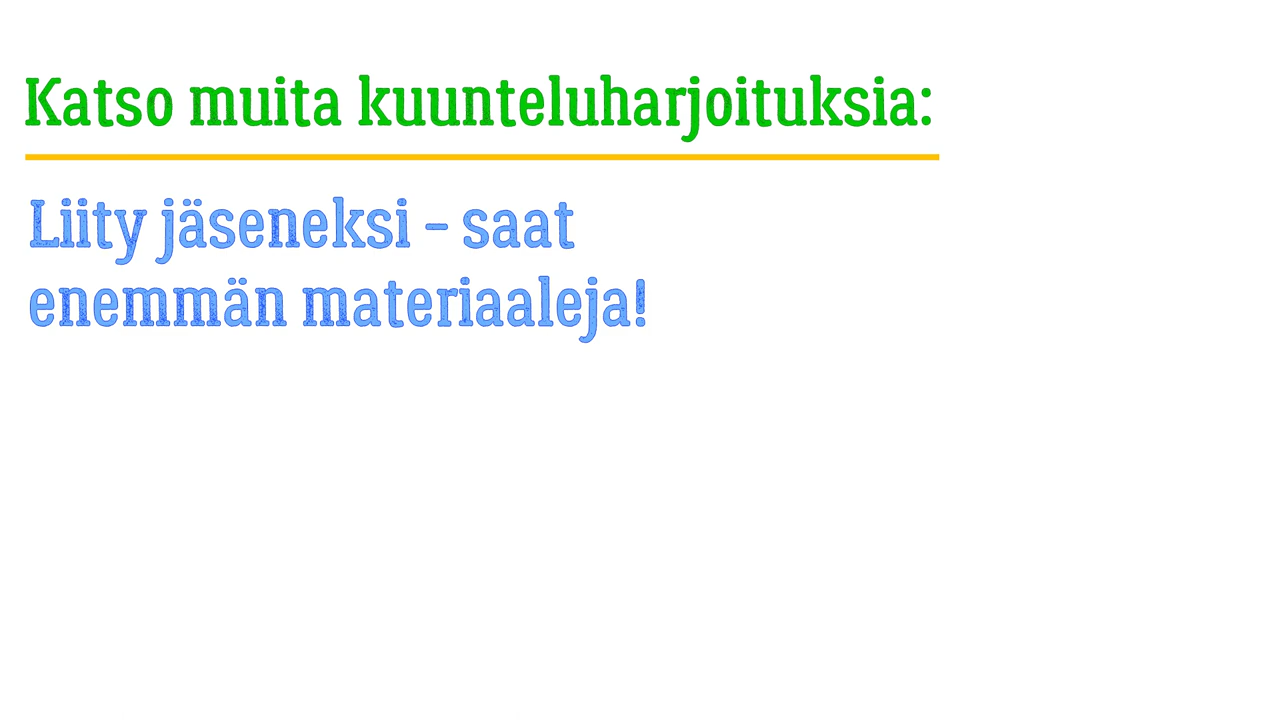 Katso muita kuunteluharjoituksia:
Liity jäseneksi – saat
enemmän materiaaleja!